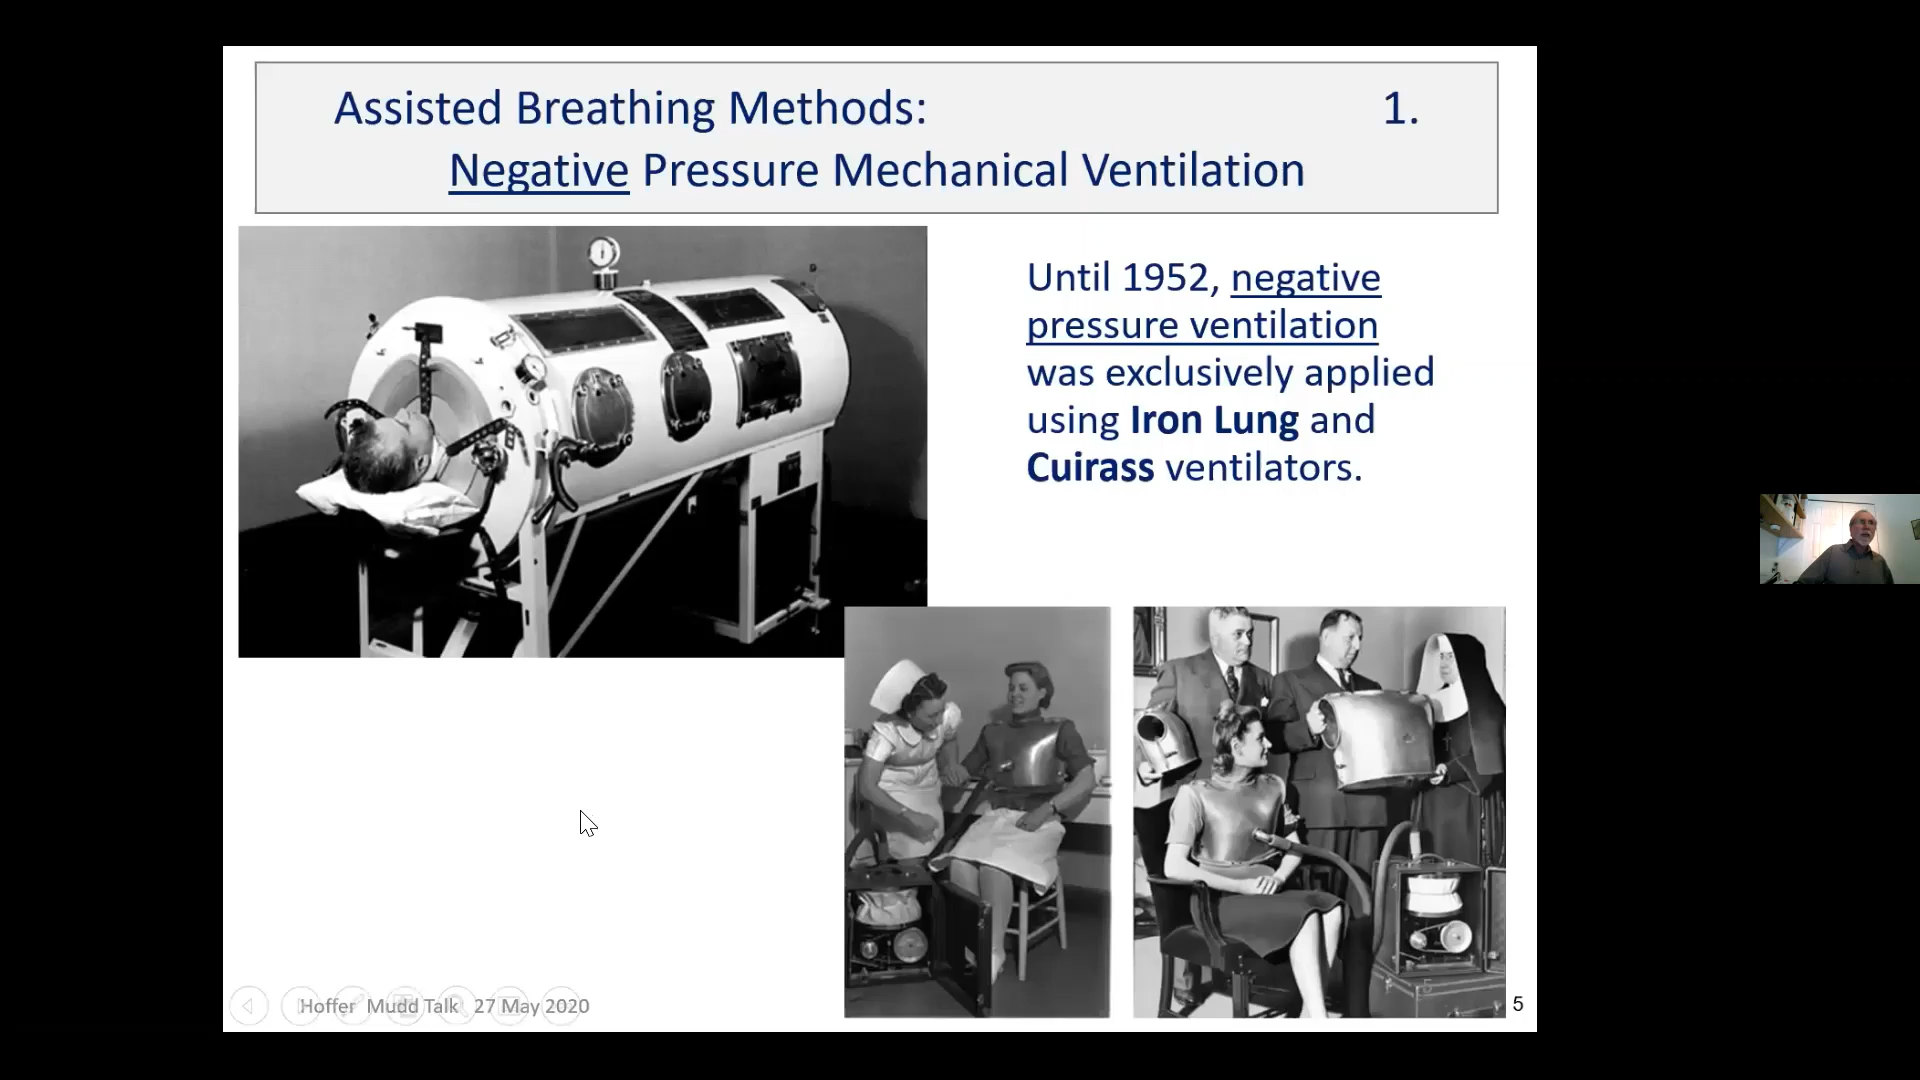 Assisted Breathing Methods: 1.
Negative Pressure Mechanical Ventilation
Until 1952, negative
pressure ventilation
was exclusively applied
using Iron Lung and
Cuirass ventilators.
Hoffer Mudd Talk 27 May 2020
5